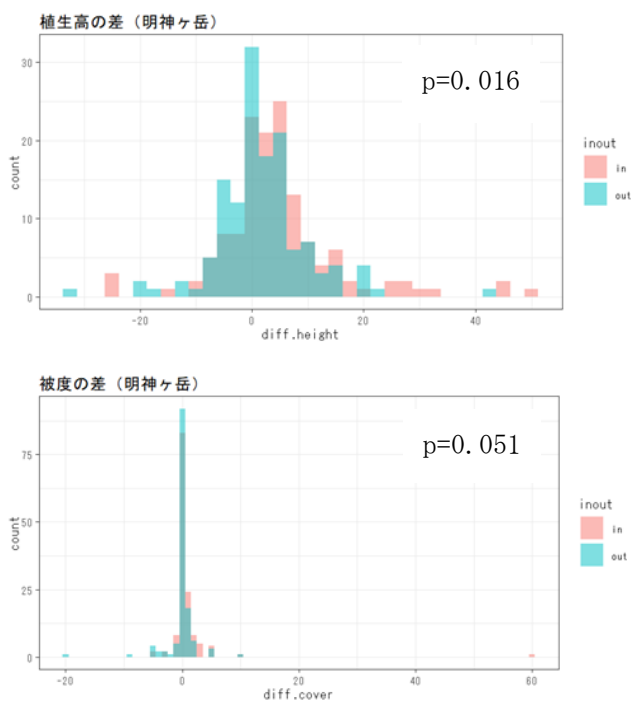 植生高の差（明神ヶ岳）
p=0.016
30
20
10
0
count
-20
0
20
40
diff.height
inout
in
out
被度の差（明神ヶ岳）
p=0.051
75
50
25
0
count
-20
0
20
40
60
diff.cover
inout
in
out